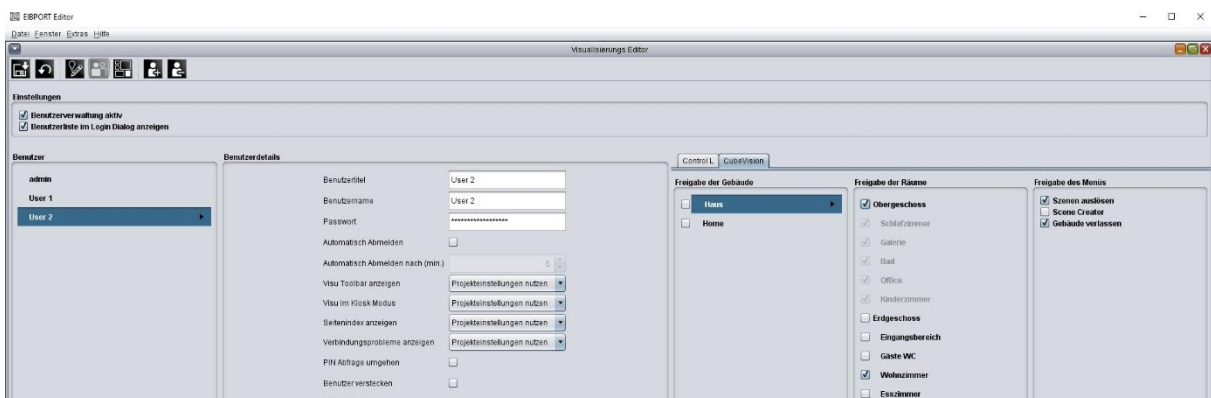 EIBPORT Editor
Datei Fenster Extras Hilfe
Visualisierungs Editor
Einstellungen
Benutzerverwaltung aktiv
Benutzerliste im Login Dialog anzeigen
Benutzer
admin
User 1
User 2
Benutzerdetails
Benutzertitel User 2
Benutzername User 2
Passwort ******************
Automatisch Abmelden
Automatisch Abmelden nach (min.) 5
Visu Toolbar anzeigen Projekteinstellungen nutzen
Visu im Kiosk Modus Projekteinstellungen nutzen
Seitenindex anzeigen Projekteinstellungen nutzen
Verbindungsprobleme anzeigen Projekteinstellungen nutzen
PIN Abfrage umgehen
Benutzer verstecken
Control L CubeVision
Freigabe der Gebäude
Haus
Home
Freigabe der Räume
Obergeschoss
Schlafzimmer
Galerie
Bad
Office
Kinderzimmer
Erdgeschoss
Eingangsbereich
Gäste WC
Wohnzimmer
Esszimmer
Freigabe des Menüs
Szenen auslösen
Scene Creator
Gebäude verlassen